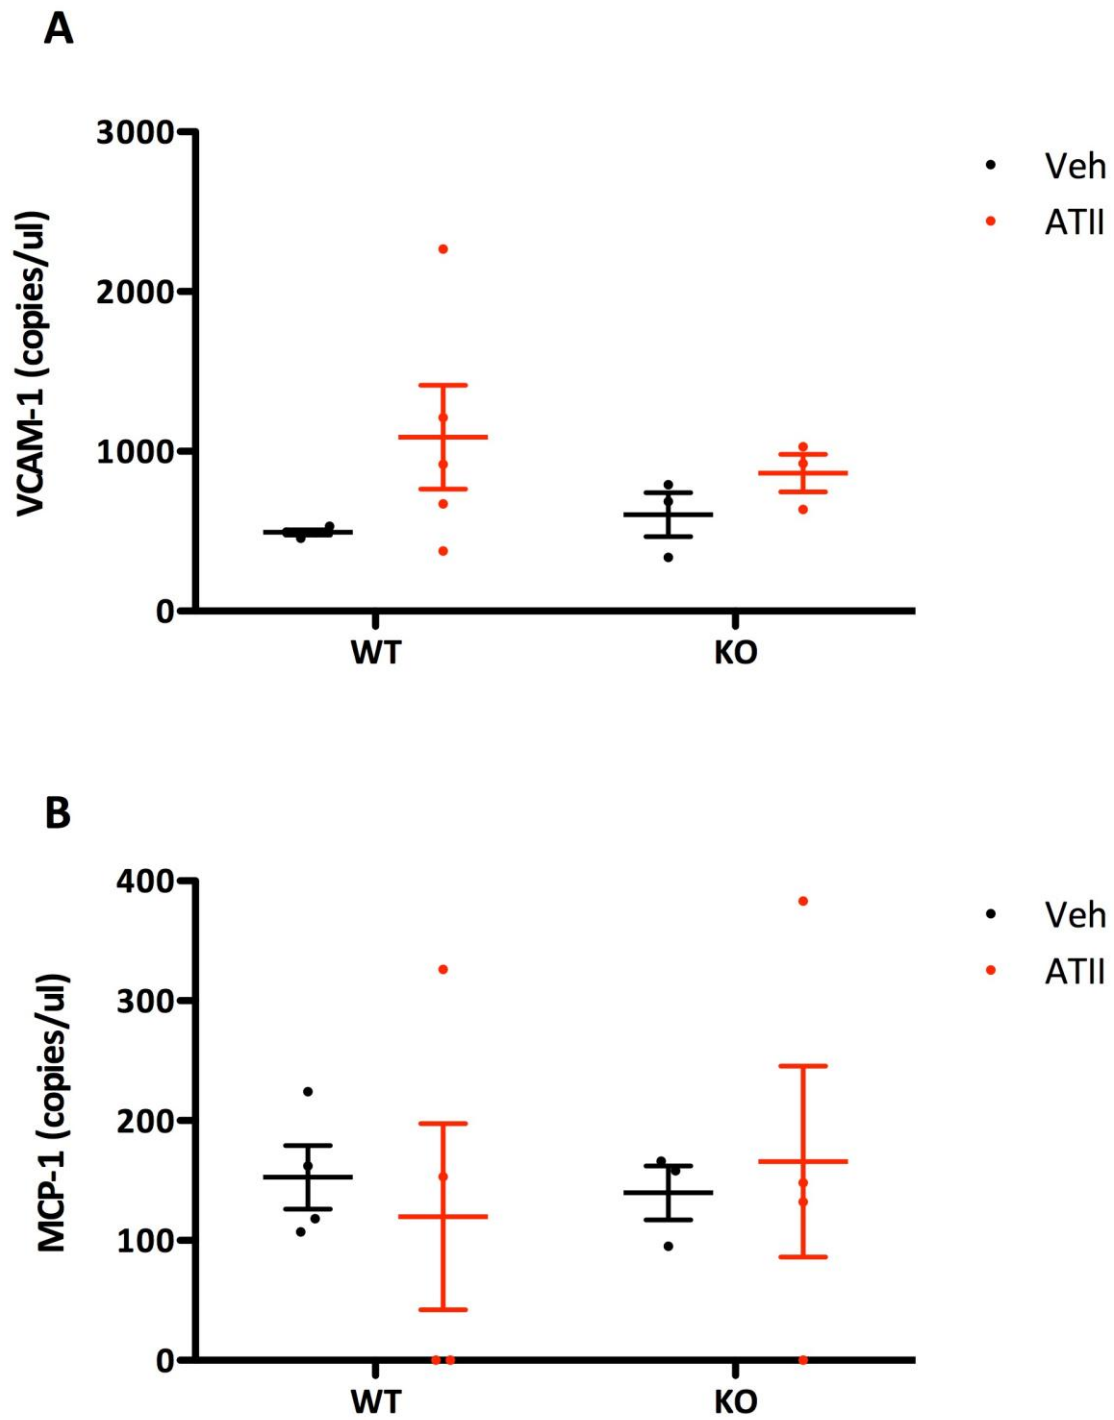 A
3000
2000
1000
0
VCAM-1 (copies/ul)
WT
KO
Veh
ATII
B
400
300
200
100
0
MCP-1 (copies/ul)
WT
KO
Veh
ATII